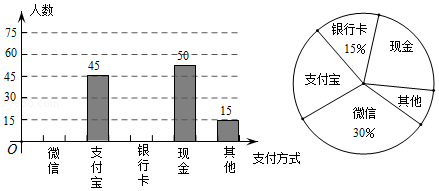 人数
75
60
45
30
15
O
45
50
15
微信
支付宝
银行卡
现金
其他
支付方式
银行卡
15%
现金
支付宝
其他
微信
30%